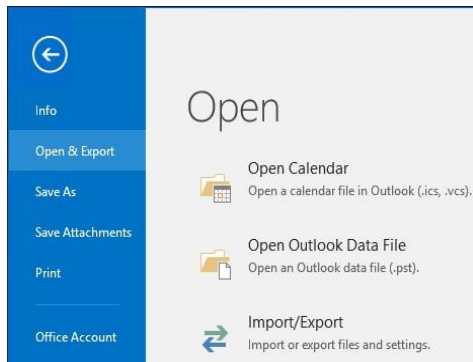 Info
Open & Export
Save As
Save Attachments
Print
Office Account
Open
Open Calendar
Open a calendar file in Outlook (.ics, .vcs).
Open Outlook Data File
Open an Outlook data file (.pst).
Import/Export
Import or export files and settings.